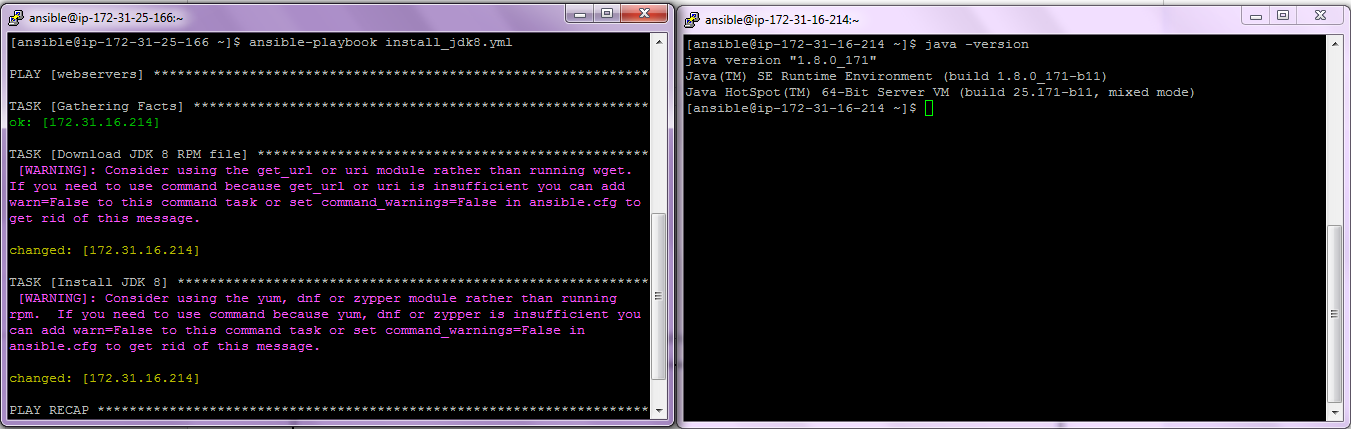 ansible@ip-172-31-25-166:~
[ansible@ip-172-31-25-166 ~]$ ansible-playbook install_jdk8.yml
PLAY [webservers] **************************************************************
TASK [Gathering Facts] *********************************************************
ok: [172.31.16.214]
TASK [Download JDK 8 RPM file] *************************************************
[WARNING]: Consider using the get_url or uri module rather than running wget.
If you need to use command because get_url or uri is insufficient you can add
warn=False to this command task or set command_warnings=False in ansible.cfg to
get rid of this message.
changed: [172.31.16.214]
TASK [Install JDK 8] ***********************************************************
[WARNING]: Consider using the yum, dnf or zypper module rather than running
rpm.  If you need to use command because yum, dnf or zypper is insufficient you
can add warn=False to this command task or set command_warnings=False in
ansible.cfg to get rid of this message.
changed: [172.31.16.214]
PLAY RECAP *********************************************************************
ansible@ip-172-31-16-214:~
[ansible@ip-172-31-16-214 ~]$ java -version
java version "1.8.0_171"
Java(TM) SE Runtime Environment (build 1.8.0_171-b11)
Java HotSpot(TM) 64-Bit Server VM (build 25.171-b11, mixed mode)
[ansible@ip-172-31-16-214 ~]$